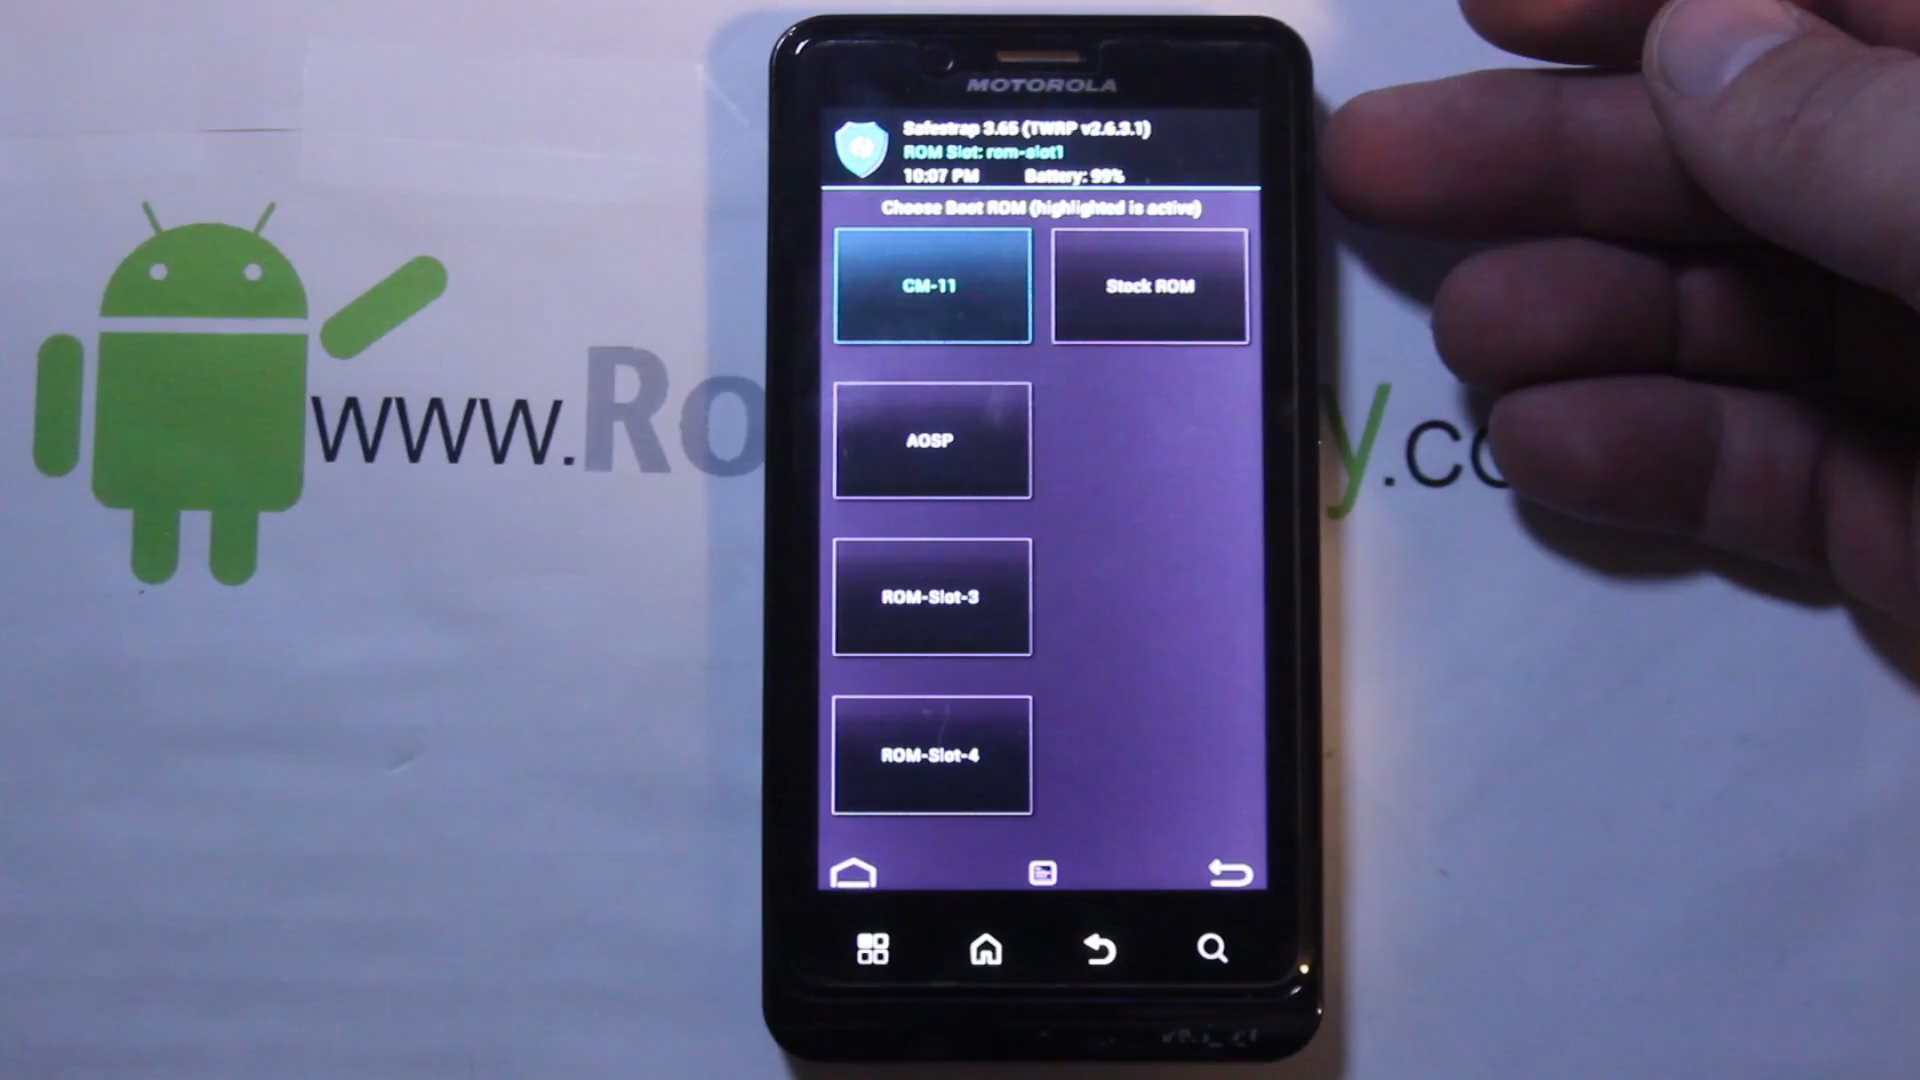 MOTOROLA
Safestrap 3.65 (TWRP v2.6.3.1)
ROM Slot: rom-slot1
10:07 PM Battery: 99%
Choose Boot ROM (highlighted is active)
CM-11 Stock ROM
AOSP
ROM-Slot-3
ROM-Slot-4
www.Ro y.co